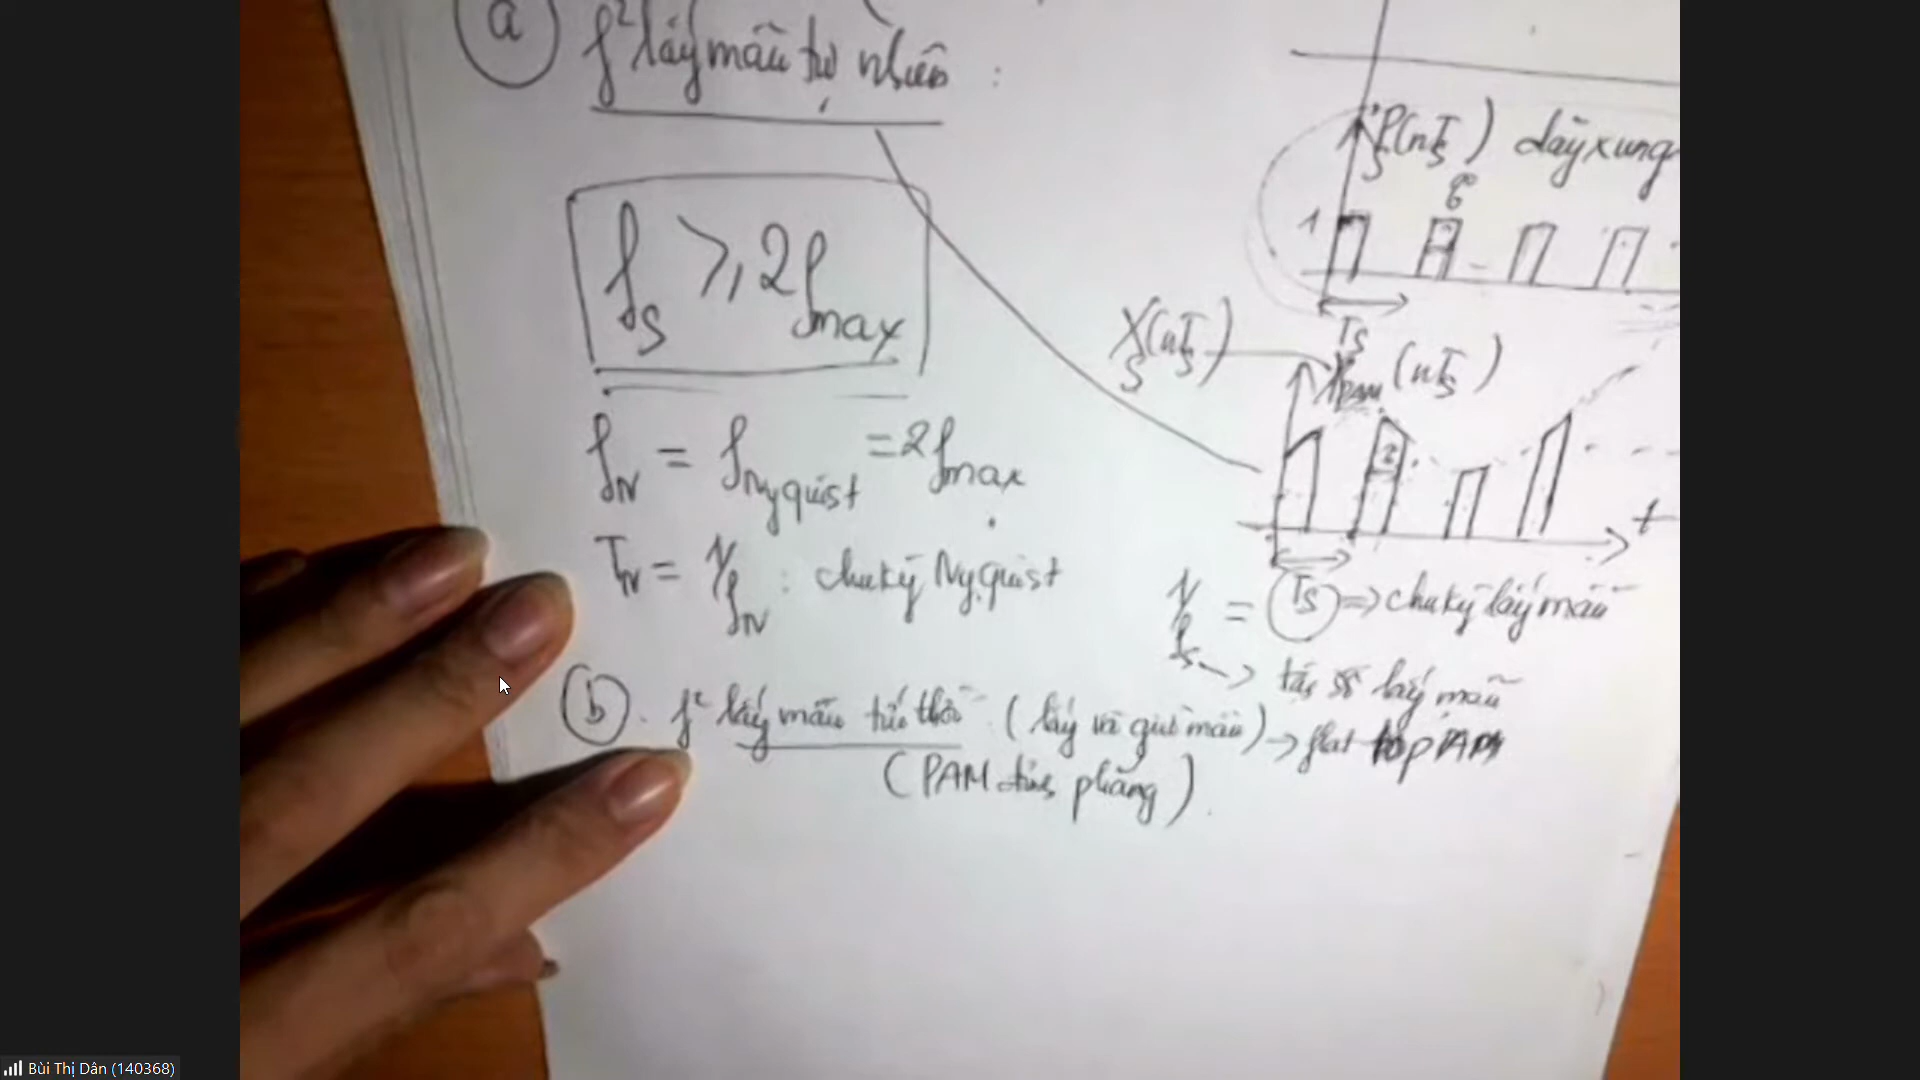 a f² lấy mẫu tự nhiên :
fs ⩾ 2fmax
fN = fNyquist = 2fmax
TN = 1/fN : chu kỳ Nyquist
b. f² lấy mẫu tức thời (lấy và giữ mẫu) → flat top PAM
(PAM đỉnh phẳng).
S(nTs) dãy xung
τ
1
Ts
Xs(nTs)
XPAM(nTs)
τ
t
1/fs = Ts => chu kỳ lấy mẫu
→ tần số lấy mẫu
Bùi Thị Dân (140368)